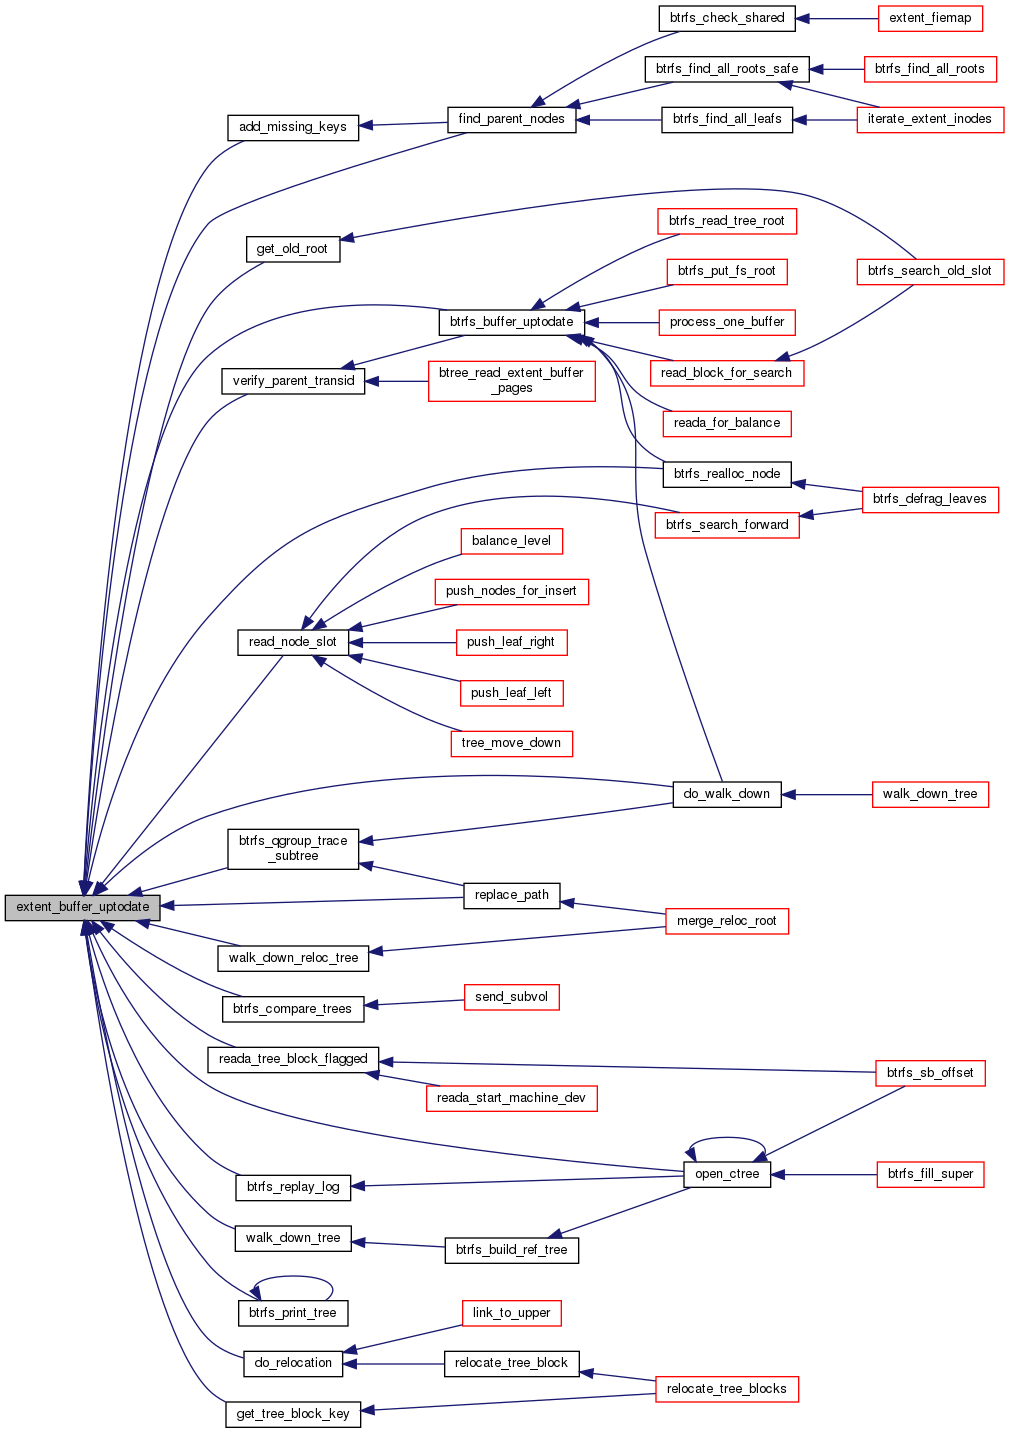 btrfs_check_shared
extent_fiemap
btrfs_find_all_roots_safe
btrfs_find_all_roots
add_missing_keys
find_parent_nodes
btrfs_find_all_leafs
iterate_extent_inodes
get_old_root
btrfs_read_tree_root
btrfs_search_old_slot
btrfs_put_fs_root
btrfs_buffer_uptodate
process_one_buffer
verify_parent_transid
btree_read_extent_buffer
_pages
read_block_for_search
reada_for_balance
btrfs_realloc_node
btrfs_defrag_leaves
btrfs_search_forward
balance_level
push_nodes_for_insert
read_node_slot
push_leaf_right
push_leaf_left
tree_move_down
do_walk_down
walk_down_tree
btrfs_qgroup_trace
_subtree
extent_buffer_uptodate
replace_path
merge_reloc_root
walk_down_reloc_tree
btrfs_compare_trees
send_subvol
reada_tree_block_flagged
btrfs_sb_offset
reada_start_machine_dev
btrfs_replay_log
open_ctree
btrfs_fill_super
walk_down_tree
btrfs_build_ref_tree
btrfs_print_tree
link_to_upper
do_relocation
relocate_tree_block
relocate_tree_blocks
get_tree_block_key